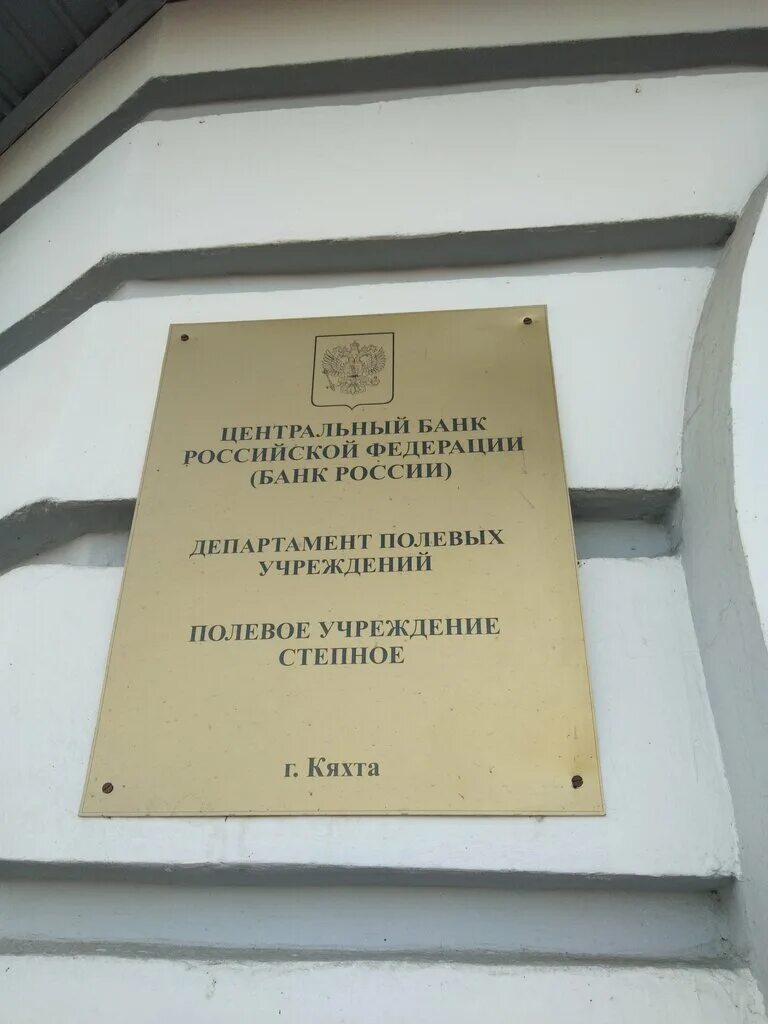 ЦЕНТРАЛЬНЫЙ БАНК
РОССИЙСКОЙ ФЕДЕРАЦИИ
(БАНК РОССИИ)
ДЕПАРТАМЕНТ ПОЛЕВЫХ
УЧРЕЖДЕНИЙ
ПОЛЕВОЕ УЧРЕЖДЕНИЕ
СТЕПНОЕ
г. Кяхта